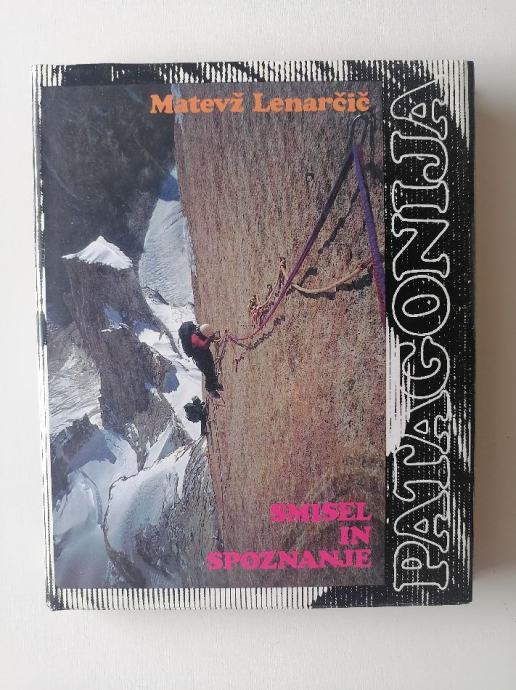 Matevž Lenarčič
PATAGONIJA
SMISEL
IN
SPOZNANJE